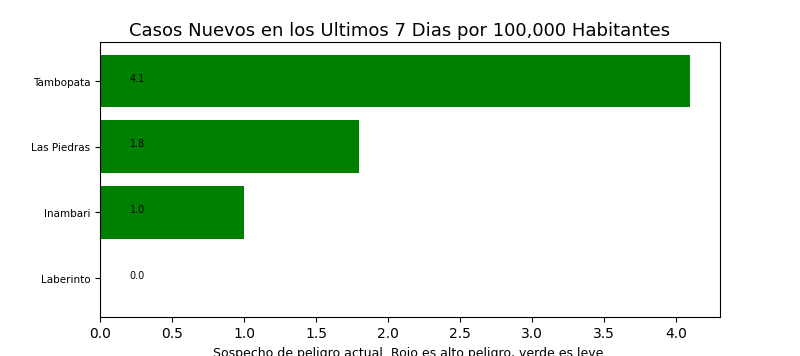 Casos Nuevos en los Ultimos 7 Dias por 100,000 Habitantes
Tambopata
4.1
Las Piedras
1.8
Inambari
1.0
Laberinto
0.0
0.0 0.5 1.0 1.5 2.0 2.5 3.0 3.5 4.0
Sospecho de peligro actual. Rojo es alto peligro, verde es leve